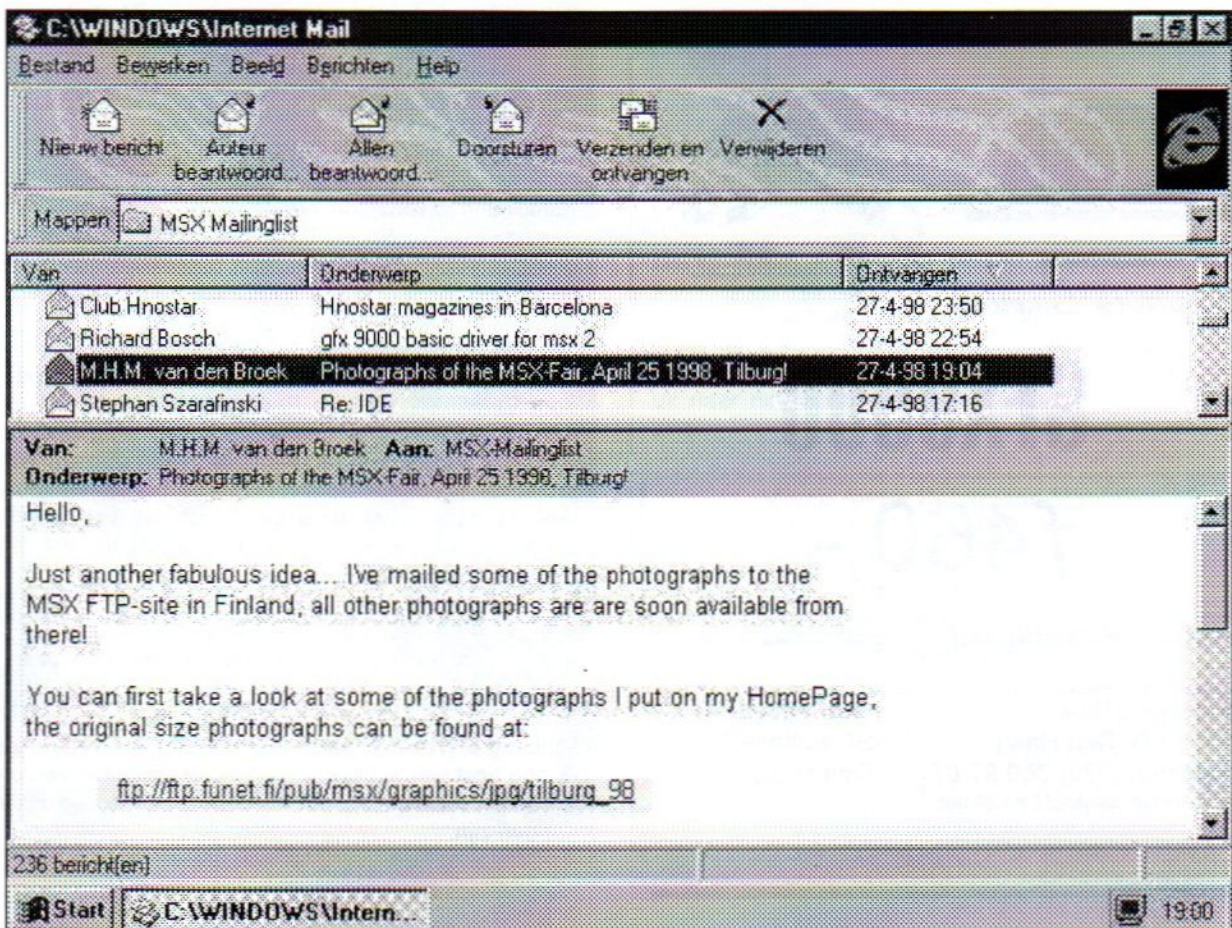 C:\WINDOWS\Internet Mail
Bestand Bewerken Beeld Berichten Help
Nieuw bericht Auteur beantwoord... Allen beantwoord... Doorsturen Verzenden en ontvangen Verwijderen
Mappen MSX Mailinglist
Van Onderwerp Ontvangen
Club Hnostar Hnostar magazines in Barcelona 27-4-98 23:50
Richard Bosch gfx 9000 basic driver for msx 2 27-4-98 22:54
M.H.M. van den Broek Photographs of the MSX-Fair, April 25 1998, Tilburg! 27-4-98 19:04
Stephan Szarafinski Re: IDE 27-4-98 17:16
Van: M.H.M. van den Broek Aan: MSX-Mailinglist
Onderwerp: Photographs of the MSX-Fair, April 25 1998, Tilburg!
Hello,
Just another fabulous idea... I've mailed some of the photographs to the
MSX FTP-site in Finland, all other photographs are are soon available from
there!
You can first take a look at some of the photographs I put on my HomePage,
the original size photographs can be found at:
ftp://ftp.funet.fi/pub/msx/graphics/jpg/tilburg_98
236 bericht(en)
Start C:\WINDOWS\Intern... 19:00